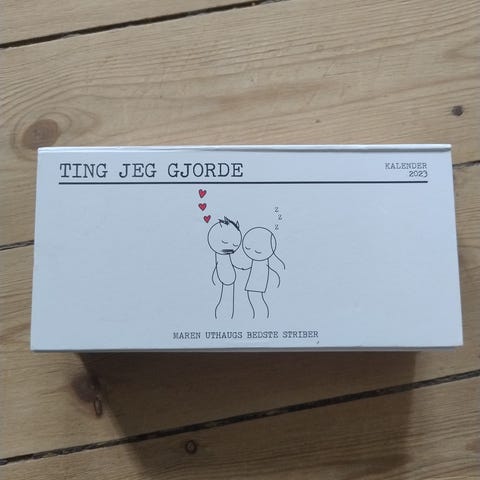 TING JEG GJORDE
KALENDER
2023
Z
Z
Z
MAREN UTHAUGS BEDSTE STRIBER